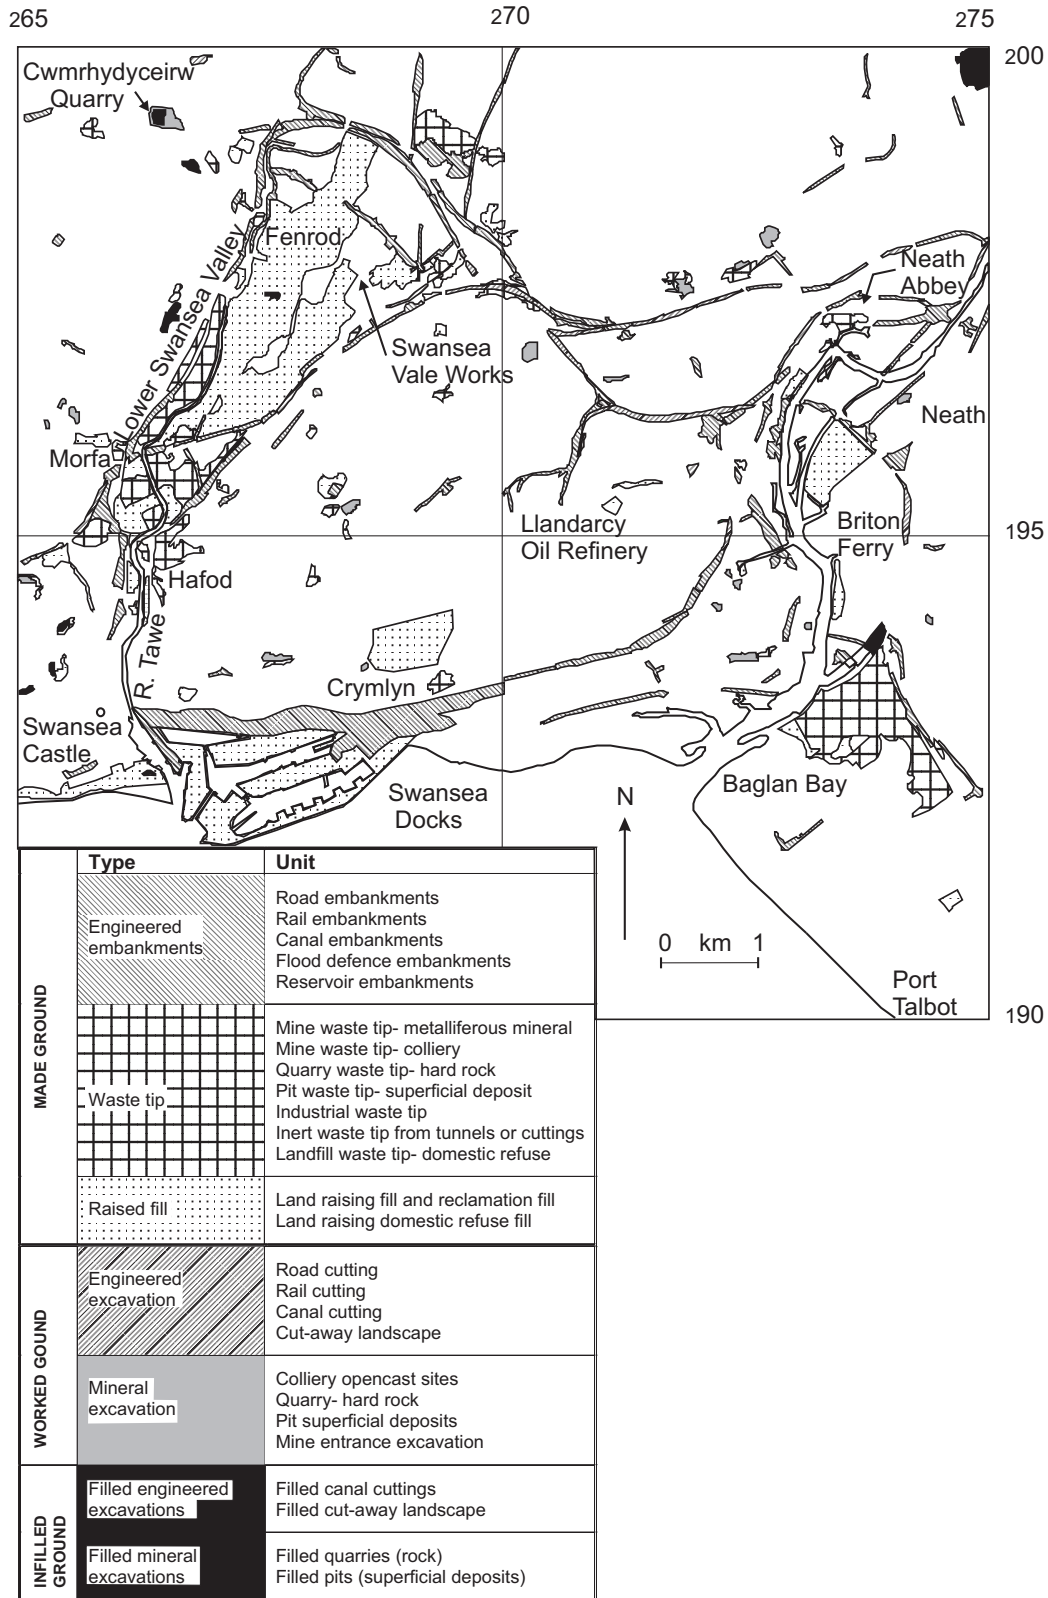 265
270
275
200
Cwmrhydyceirw
Quarry
Lower Swansea Valley
Fenrod
Neath
Abbey
Swansea
Vale Works
Morfa
Neath
Llandarcy
Oil Refinery
Briton
Ferry
195
Hafod
R. Tawe
Crymlyn
Swansea
Castle
Swansea
Docks
Baglan Bay
N
0 km 1
Port
Talbot
190
Type Unit
MADE GROUND
Engineered
embankments
Road embankments
Rail embankments
Canal embankments
Flood defence embankments
Reservoir embankments
Waste tip
Mine waste tip- metalliferous mineral
Mine waste tip- colliery
Quarry waste tip- hard rock
Pit waste tip- superficial deposit
Industrial waste tip
Inert waste tip from tunnels or cuttings
Landfill waste tip- domestic refuse
Raised fill
Land raising fill and reclamation fill
Land raising domestic refuse fill
WORKED GOUND
Engineered
excavation
Road cutting
Rail cutting
Canal cutting
Cut-away landscape
Mineral
excavation
Colliery opencast sites
Quarry- hard rock
Pit superficial deposits
Mine entrance excavation
INFILLED
GROUND
Filled engineered
excavations
Filled canal cuttings
Filled cut-away landscape
Filled mineral
excavations
Filled quarries (rock)
Filled pits (superficial deposits)